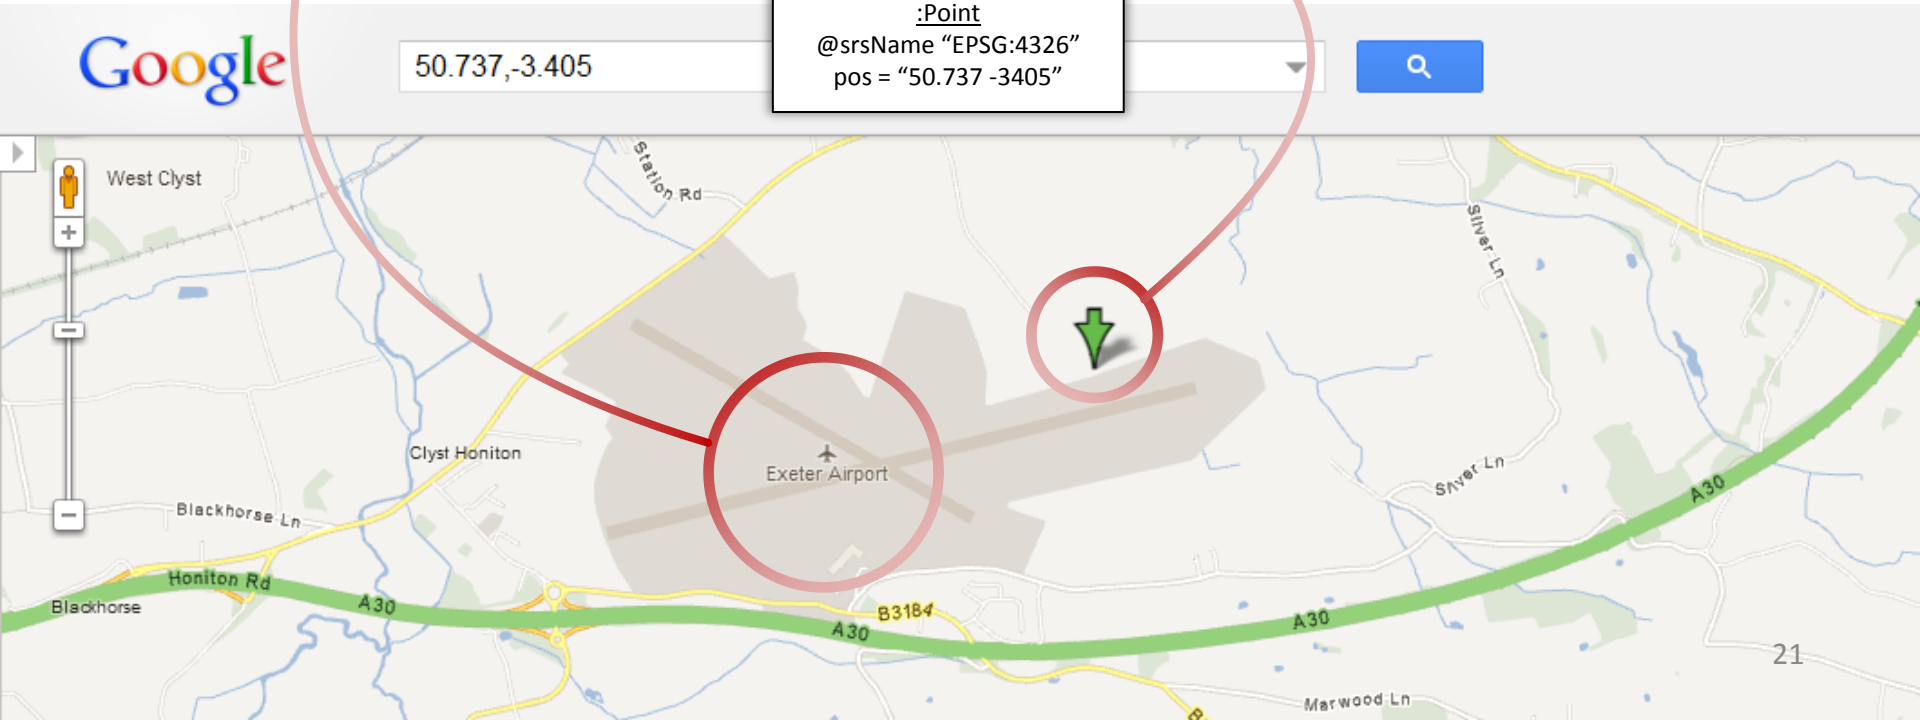 :Point
@srsName “EPSG:4326”
pos = “50.737 -3405”
Google
50.737,-3.405
West Clyst
Station Rd
Silver Ln
Clyst Honiton
Exeter Airport
Silver Ln
A30
Blackhorse Ln
Honiton Rd
Blackhorse
A30
B3184
A30
A30
21
Marwood Ln